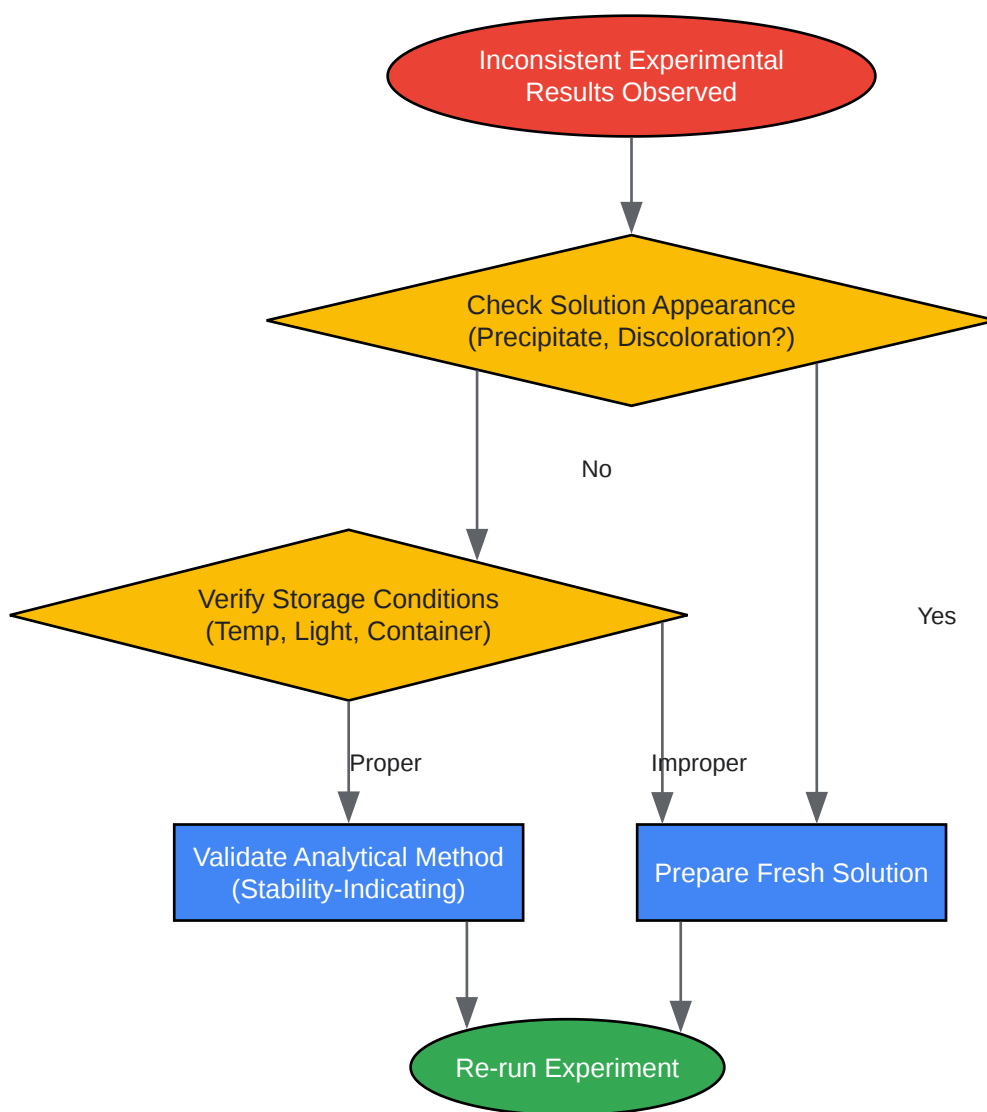 Inconsistent Experimental
Results Observed
Check Solution Appearance
(Precipitate, Discoloration?)
No
Verify Storage Conditions
(Temp, Light, Container)
Yes
Proper
Improper
Validate Analytical Method
(Stability-Indicating)
Prepare Fresh Solution
Re-run Experiment